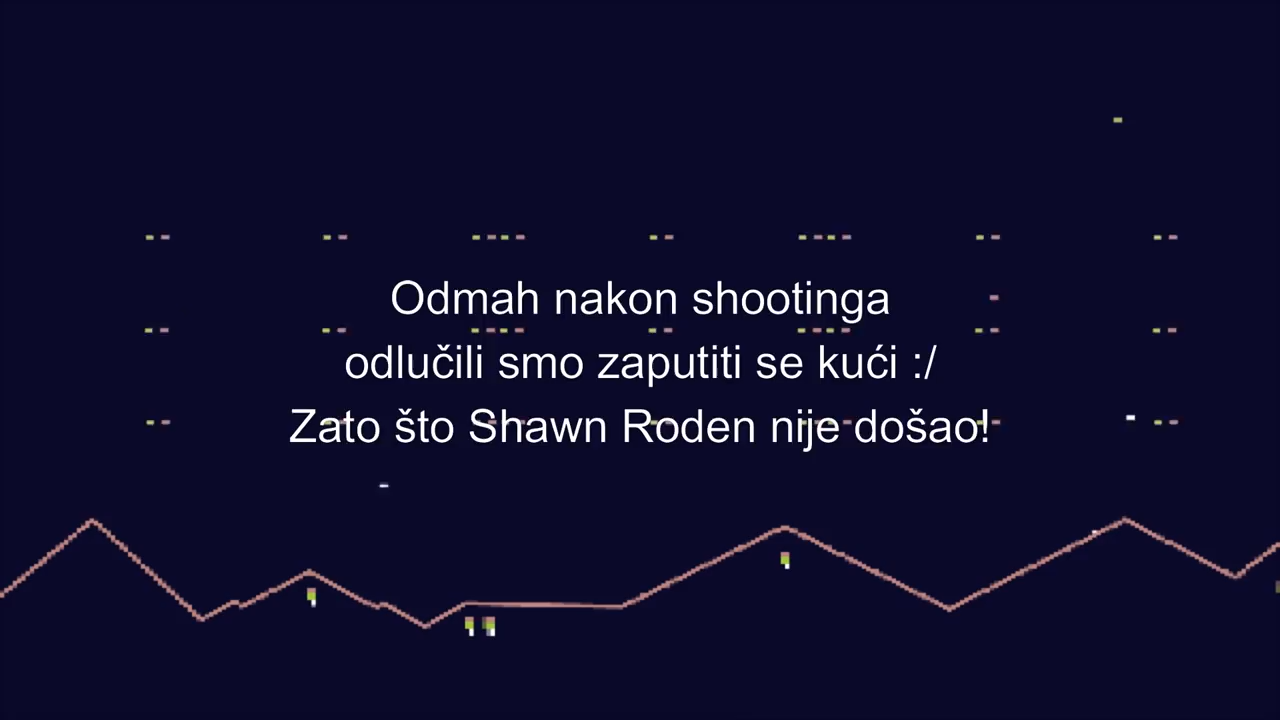 Odmah nakon shootinga
odlučili smo zaputiti se kući :/
Zato što Shawn Roden nije došao!